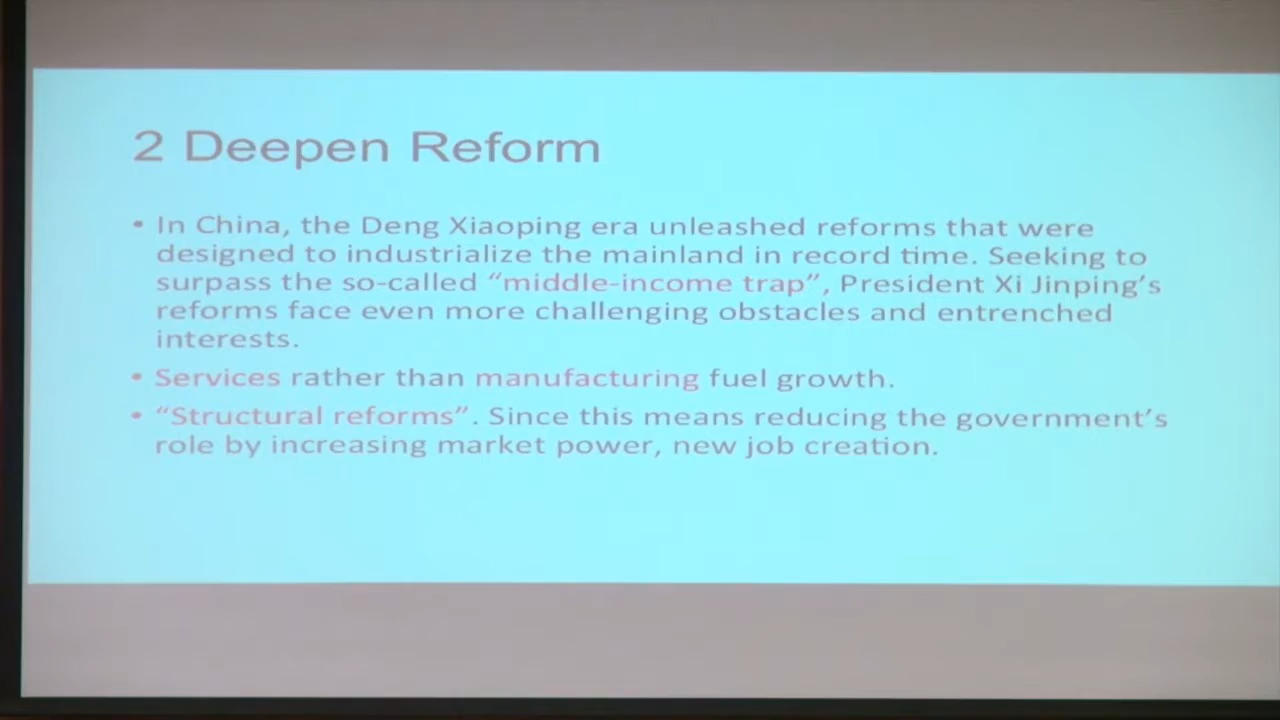 2 Deepen Reform
• In China, the Deng Xiaoping era unleashed reforms that were
designed to industrialize the mainland in record time. Seeking to
surpass the so-called “middle-income trap”, President Xi Jinping’s
reforms face even more challenging obstacles and entrenched
interests.
• Services rather than manufacturing fuel growth.
• “Structural reforms”. Since this means reducing the government’s
role by increasing market power, new job creation.